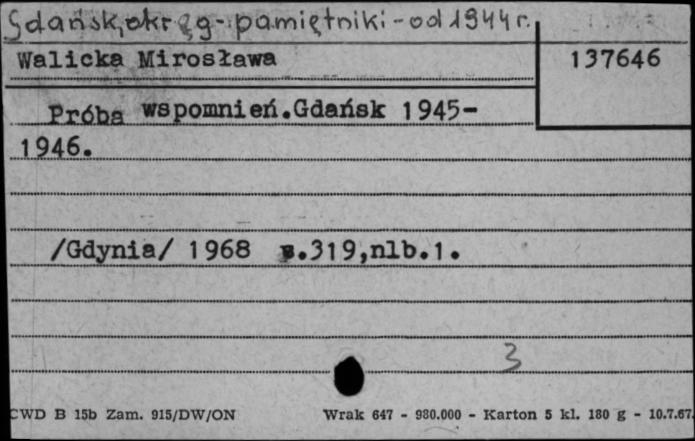 Gdańsk, okręg - pamiętniki - od 1944 r.
Walicka Mirosława 137646
Próba wspomnień.Gdańsk 1945-
1946.
/Gdynia/ 1968 s.319,nlb.1.
3
CWD B 15b Zam. 915/DW/ON Wrak 647 - 980.000 - Karton 5 kl. 180 g - 10.7.67.